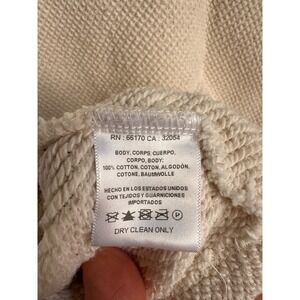 RN : 66170 CA : 32054
BODY, CORPS, CUERPO,
CORPO, BODY:
100% COTTON, COTON, ALGODÓN,
COTONE, BAUMWOLLE
HECHO EN LOS ESTADOS UNIDOS
CON TEJIDOS Y GUARNICIONES
IMPORTADOS
DRY CLEAN ONLY